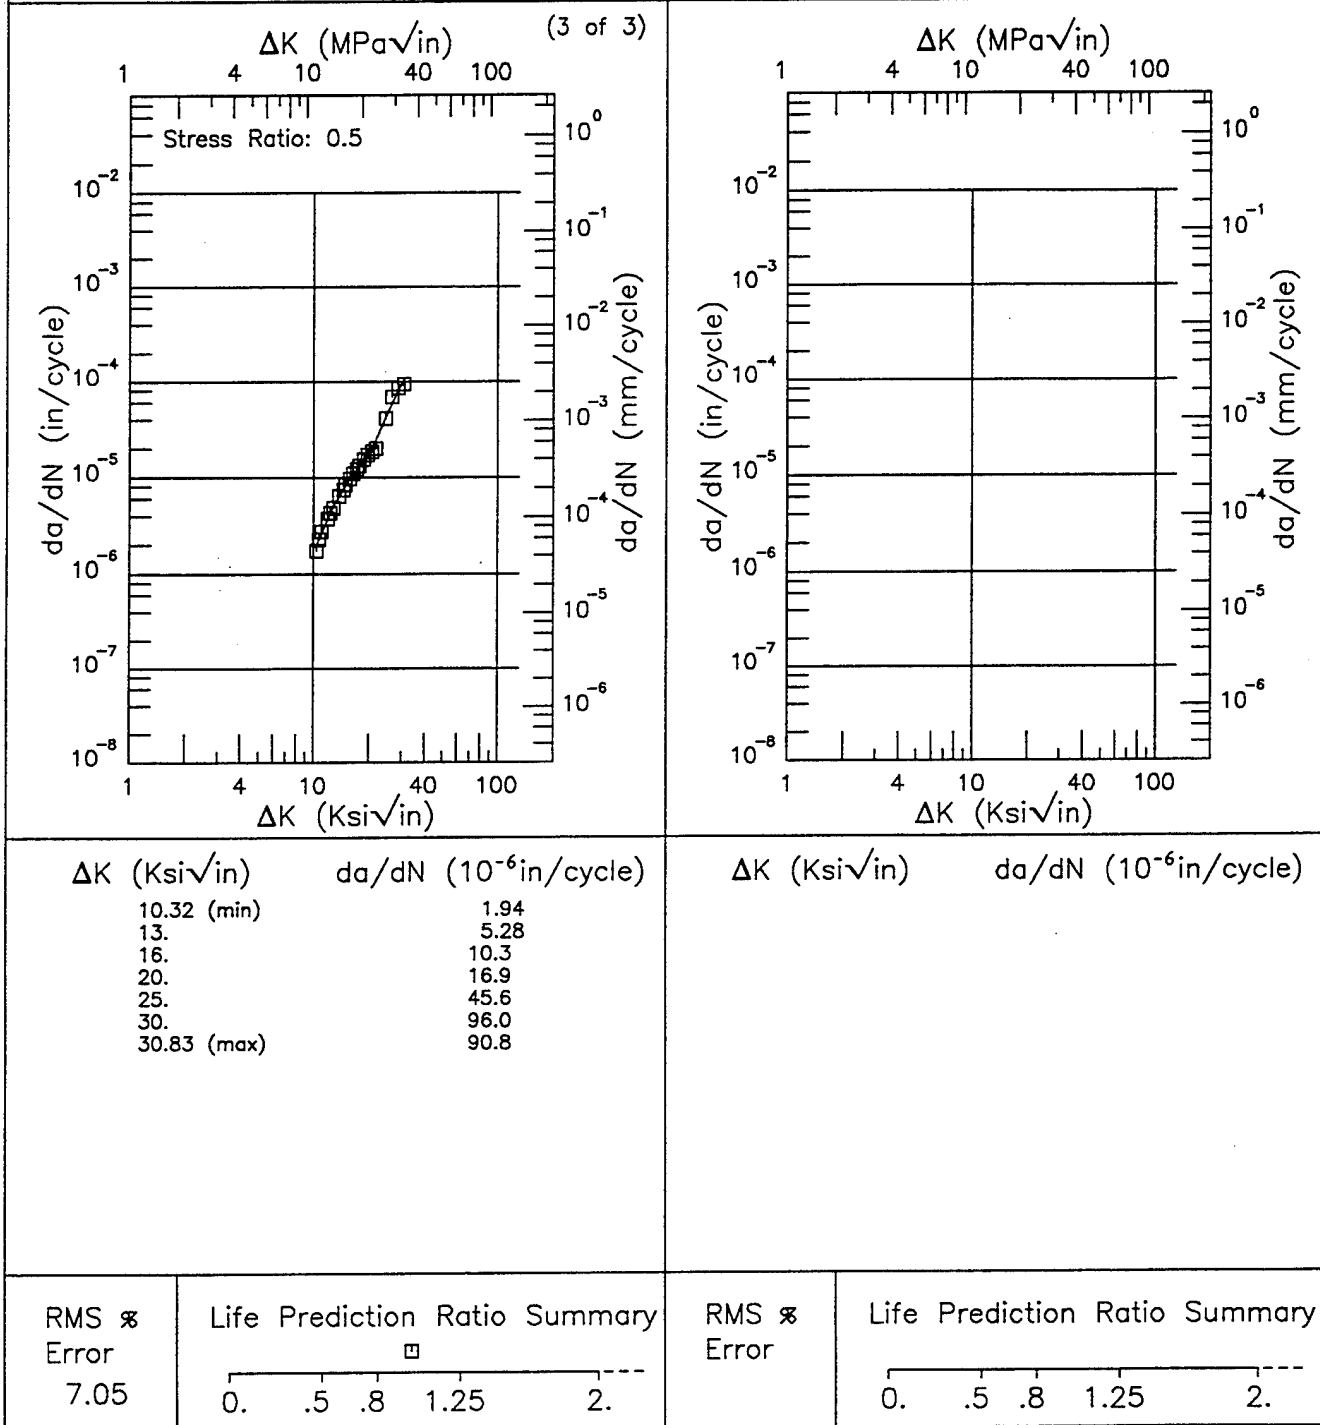 (3 of 3)
ΔK (MPa√in)
1 4 10 40 100
Stress Ratio: 0.5
da/dN (in/cycle)
10⁻²
10⁻³
10⁻⁴
10⁻⁵
10⁻⁶
10⁻⁷
10⁻⁸
10⁰
10⁻¹
10⁻²
10⁻³
10⁻⁴
10⁻⁵
10⁻⁶
da/dN (mm/cycle)
1 4 10 40 100
ΔK (Ksi√in)
ΔK (MPa√in)
1 4 10 40 100
da/dN (in/cycle)
10⁻²
10⁻³
10⁻⁴
10⁻⁵
10⁻⁶
10⁻⁷
10⁻⁸
10⁰
10⁻¹
10⁻²
10⁻³
10⁻⁴
10⁻⁵
10⁻⁶
da/dN (mm/cycle)
1 4 10 40 100
ΔK (Ksi√in)
ΔK (Ksi√in) da/dN (10⁻⁶in/cycle)
10.32 (min) 1.94
13. 5.28
16. 10.3
20. 16.9
25. 45.6
30. 96.0
30.83 (max) 90.8
ΔK (Ksi√in) da/dN (10⁻⁶in/cycle)
RMS %
Error
7.05
Life Prediction Ratio Summary
0. .5 .8 1.25 2.
RMS %
Error
Life Prediction Ratio Summary
0. .5 .8 1.25 2.